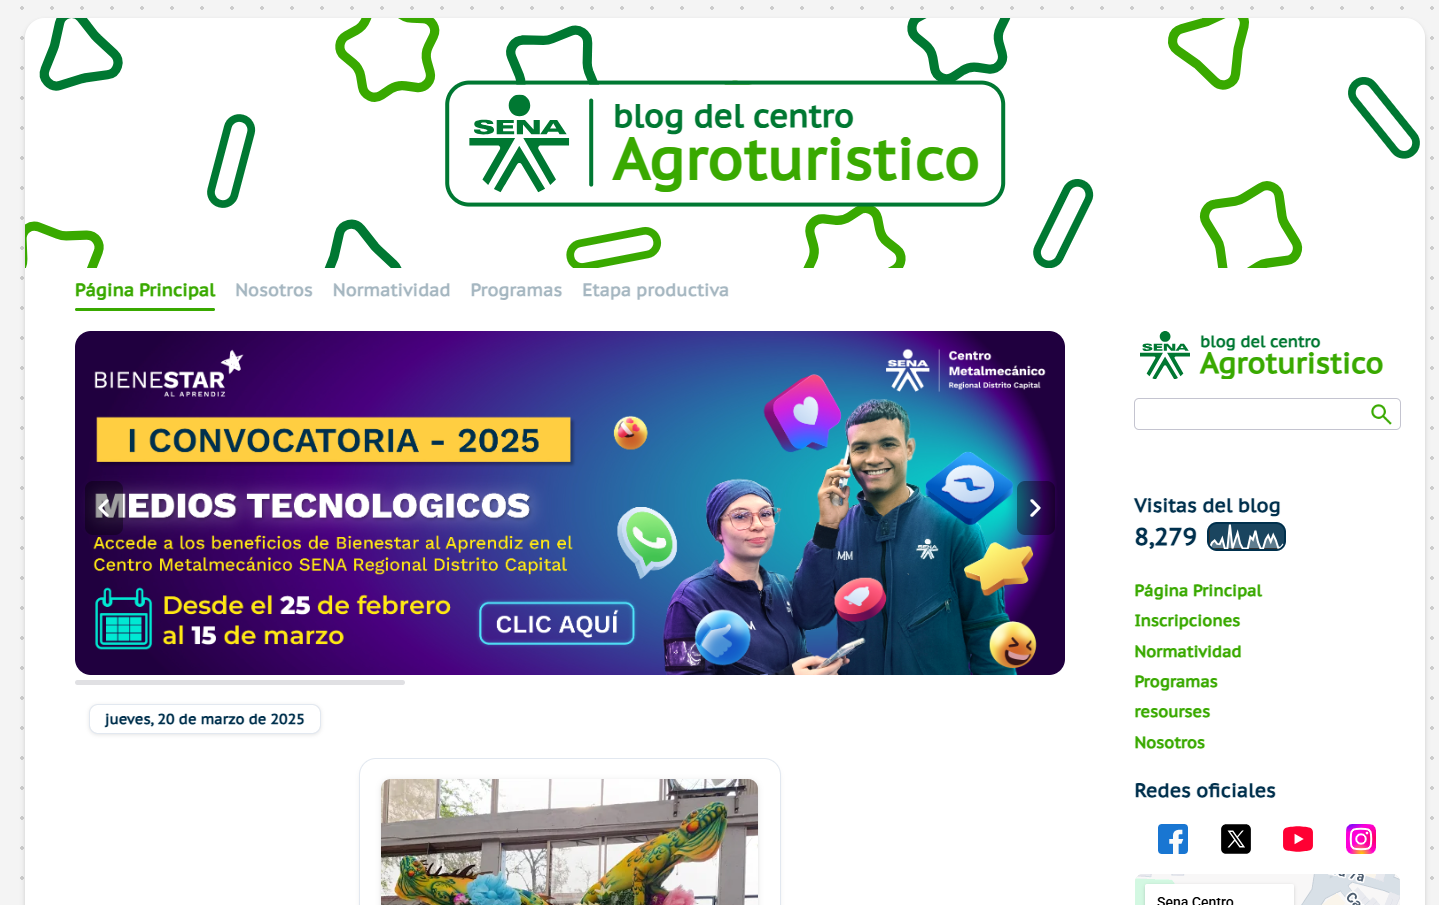 SENA
blog del centro
Agroturistico
Página Principal
Nosotros
Normatividad
Programas
Etapa productiva
BIENESTAR
AL APRENDIZ
Centro
Metalmecánico
Regional Distrito Capital
I CONVOCATORIA - 2025
MEDIOS TECNOLOGICOS
Accede a los beneficios de Bienestar al Aprendiz en el
Centro Metalmecánico SENA Regional Distrito Capital
Desde el 25 de febrero
al 15 de marzo
CLIC AQUÍ
MM
jueves, 20 de marzo de 2025
SENA
blog del centro
Agroturistico
Visitas del blog
8,279
Página Principal
Inscripciones
Normatividad
Programas
resourses
Nosotros
Redes oficiales
Sena Centro